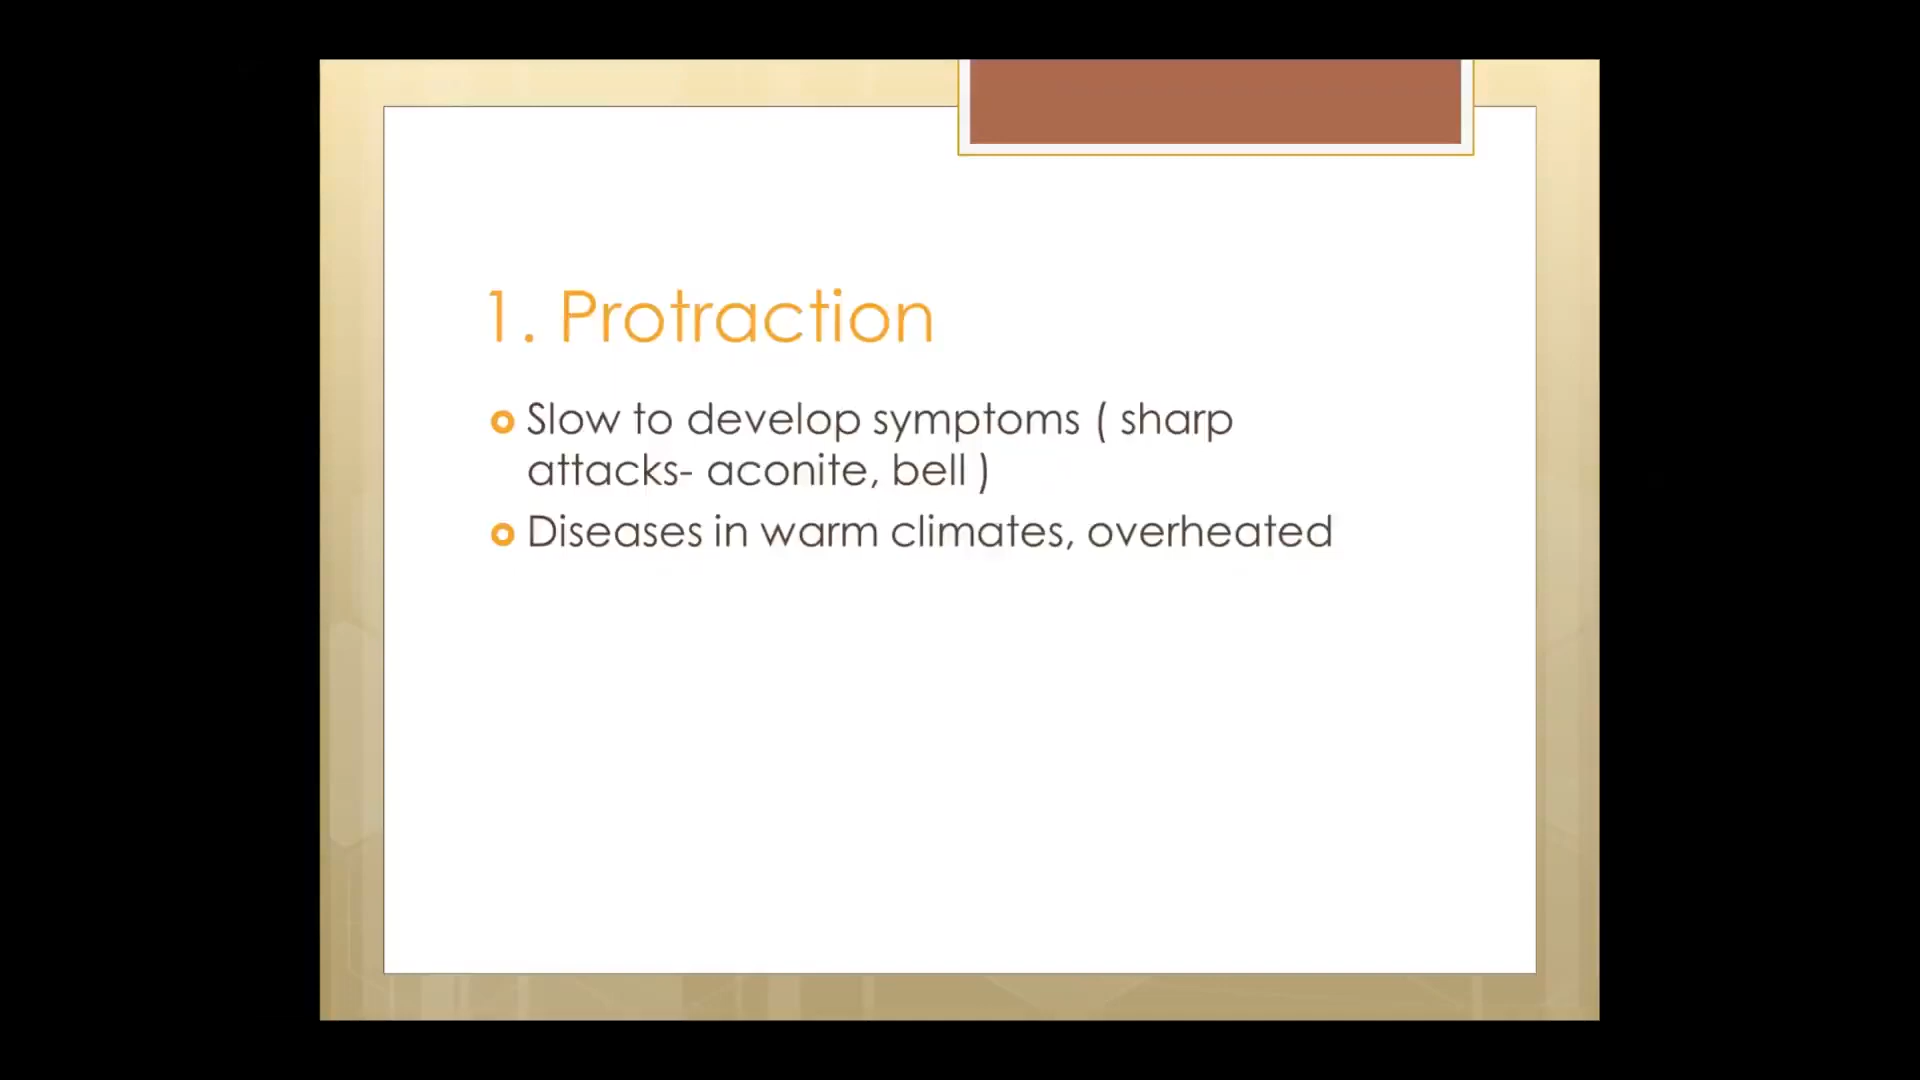 1. Protraction
Slow to develop symptoms ( sharp
attacks- aconite, bell )
Diseases in warm climates, overheated